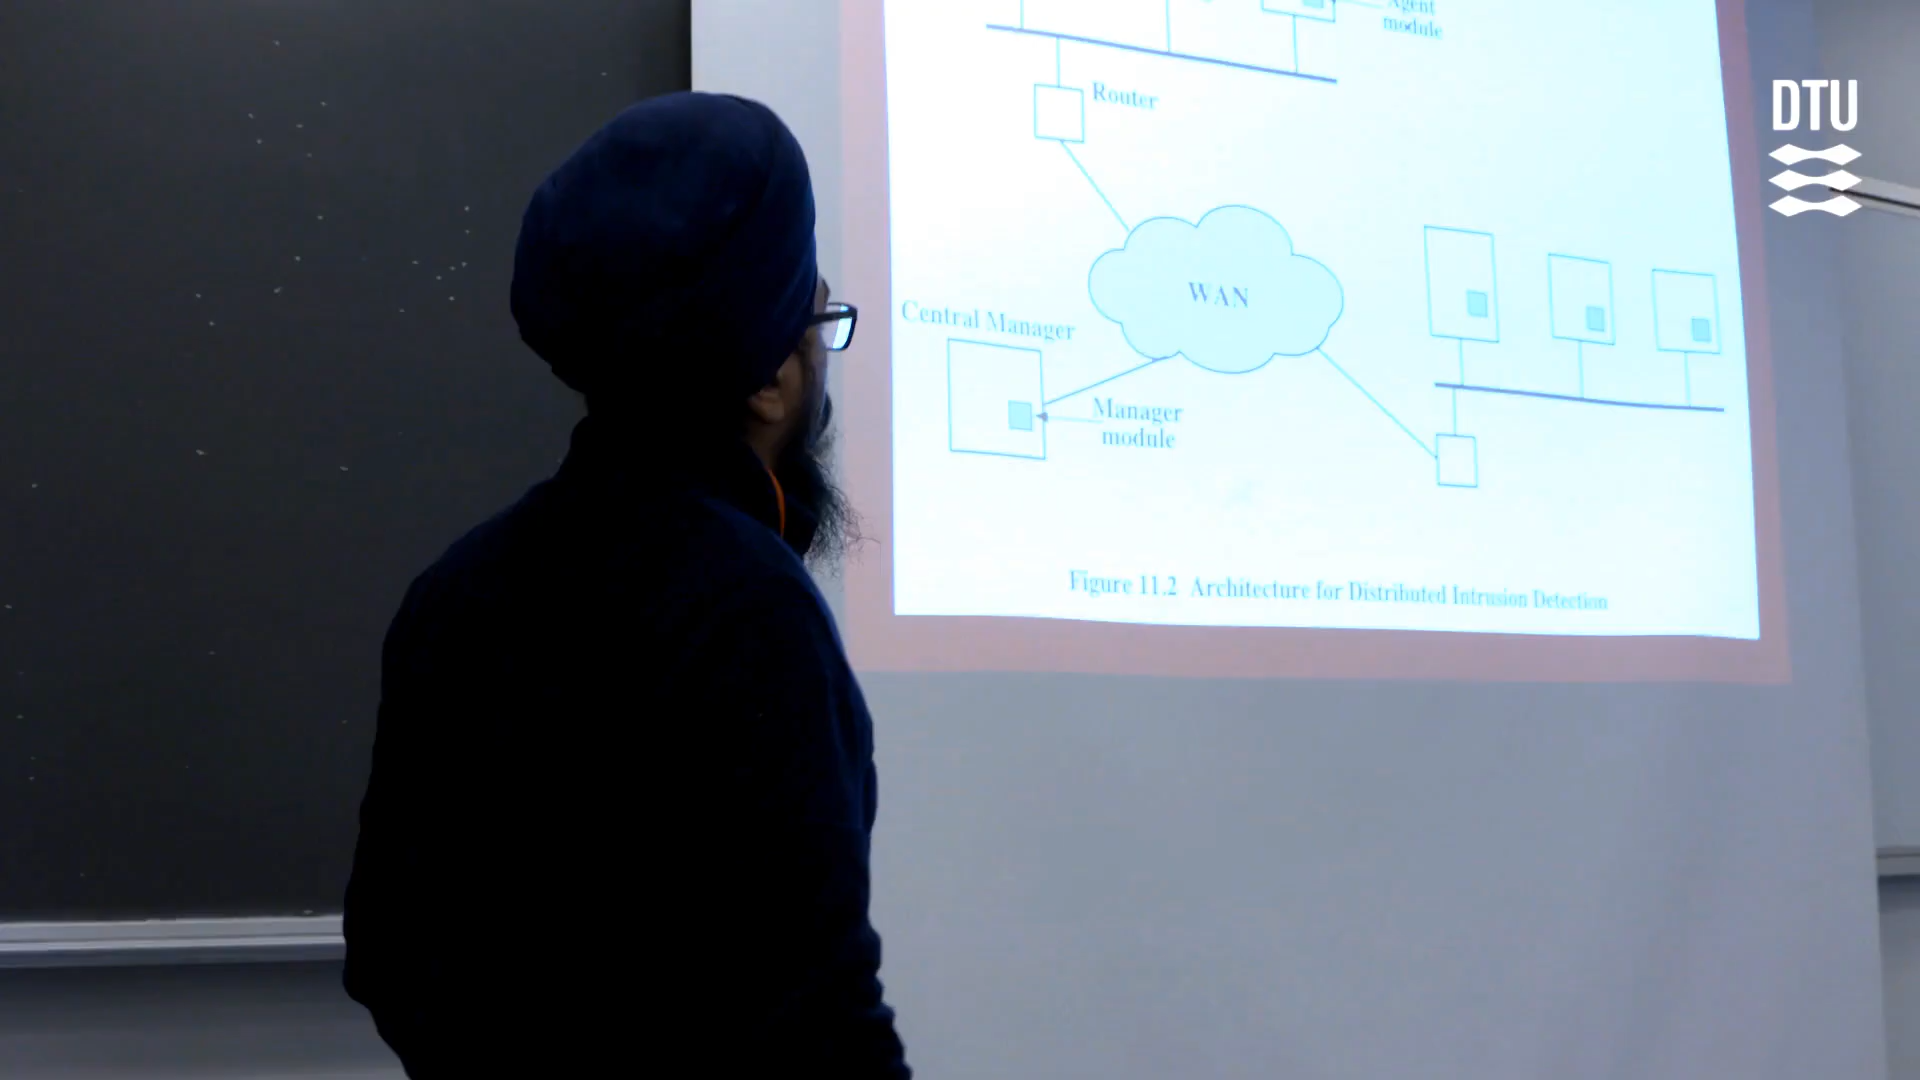 Agent
module
Router
DTU
WAN
Central Manager
Manager
module
Figure 11.2 Architecture for Distributed Intrusion Detection